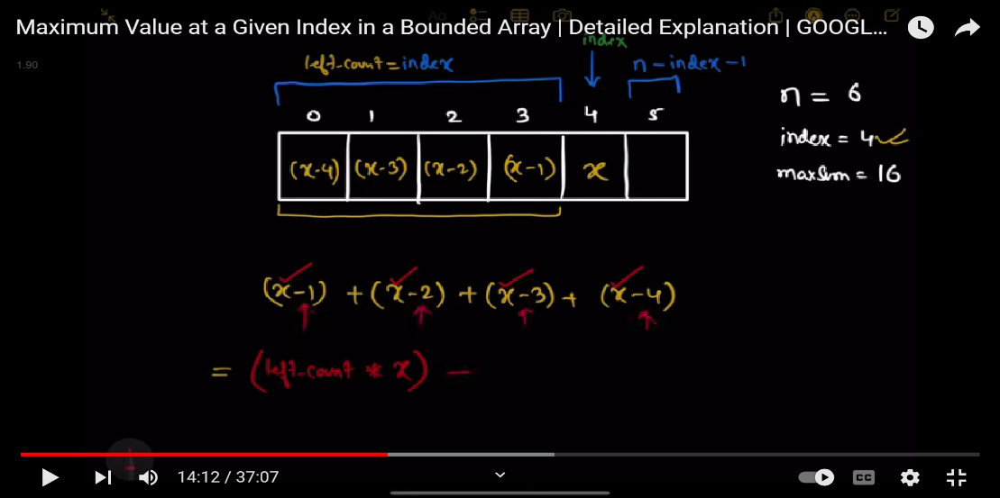 Maximum Value at a Given Index in a Bounded Array | Detailed Explanation | GOOGL...
Aa
1.90
index
left-count = index
n - index - 1
n = 6
0 1 2 3 4 5
index = 4
(x-4) (x-3) (x-2) (x-1) x
maxSum = 16
(x-1) + (x-2) + (x-3) + (x-4)
= (left-count * x) -
14:12 / 37:07
CC